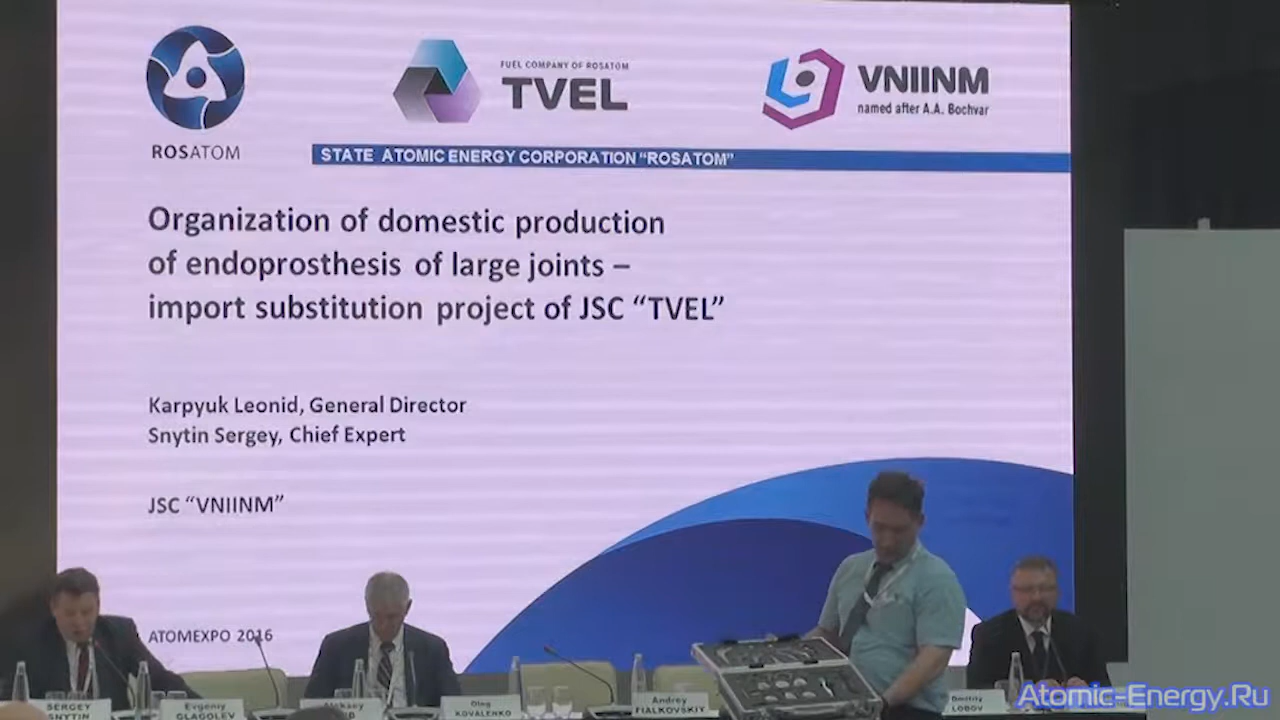 FUEL COMPANY OF ROSATOM
TVEL
VNIINM
named after A.A. Bochvar
ROSATOM
STATE ATOMIC ENERGY CORPORATION “ROSATOM”
Organization of domestic production
of endoprosthesis of large joints –
import substitution project of JSC “TVEL”
Karpyuk Leonid, General Director
Snytin Sergey, Chief Expert
JSC “VNIINM”
ATOMEXPO 2016
SERGEY
SNYTIN
Evgeniy
GLAGOLEV
Oleg
KOVALENKO
Andrey
FIALKOVSKIY
Dmitriy
LOBOV
Atomic-Energy.Ru